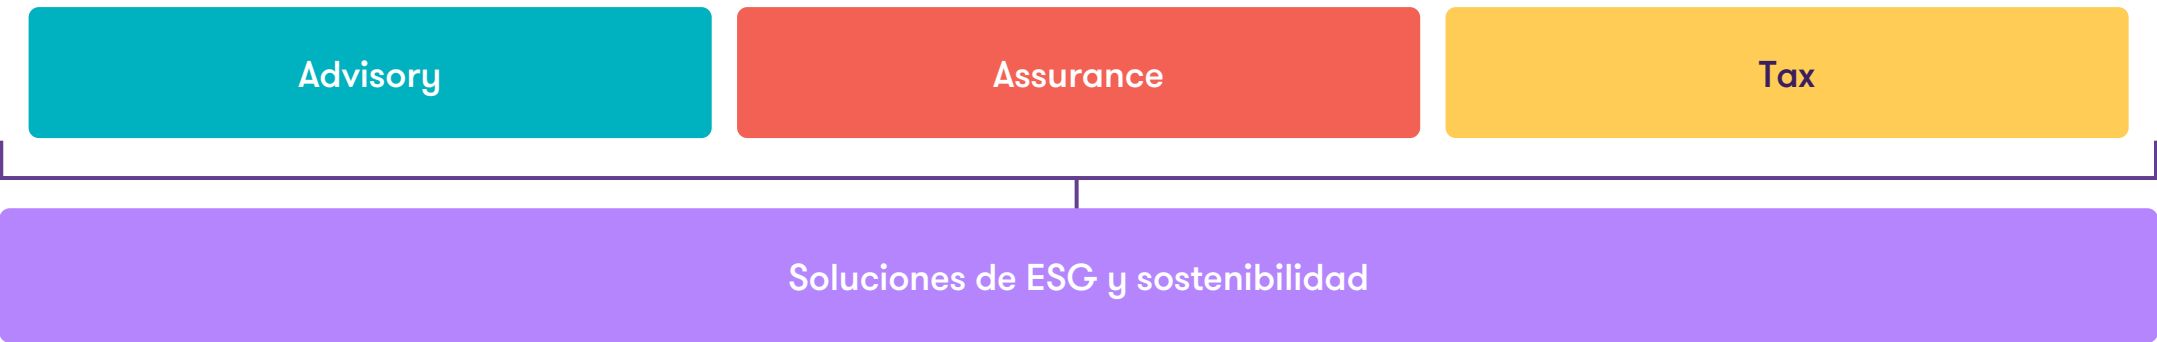 Advisory
Assurance
Tax
Soluciones de ESG y sostenibilidad